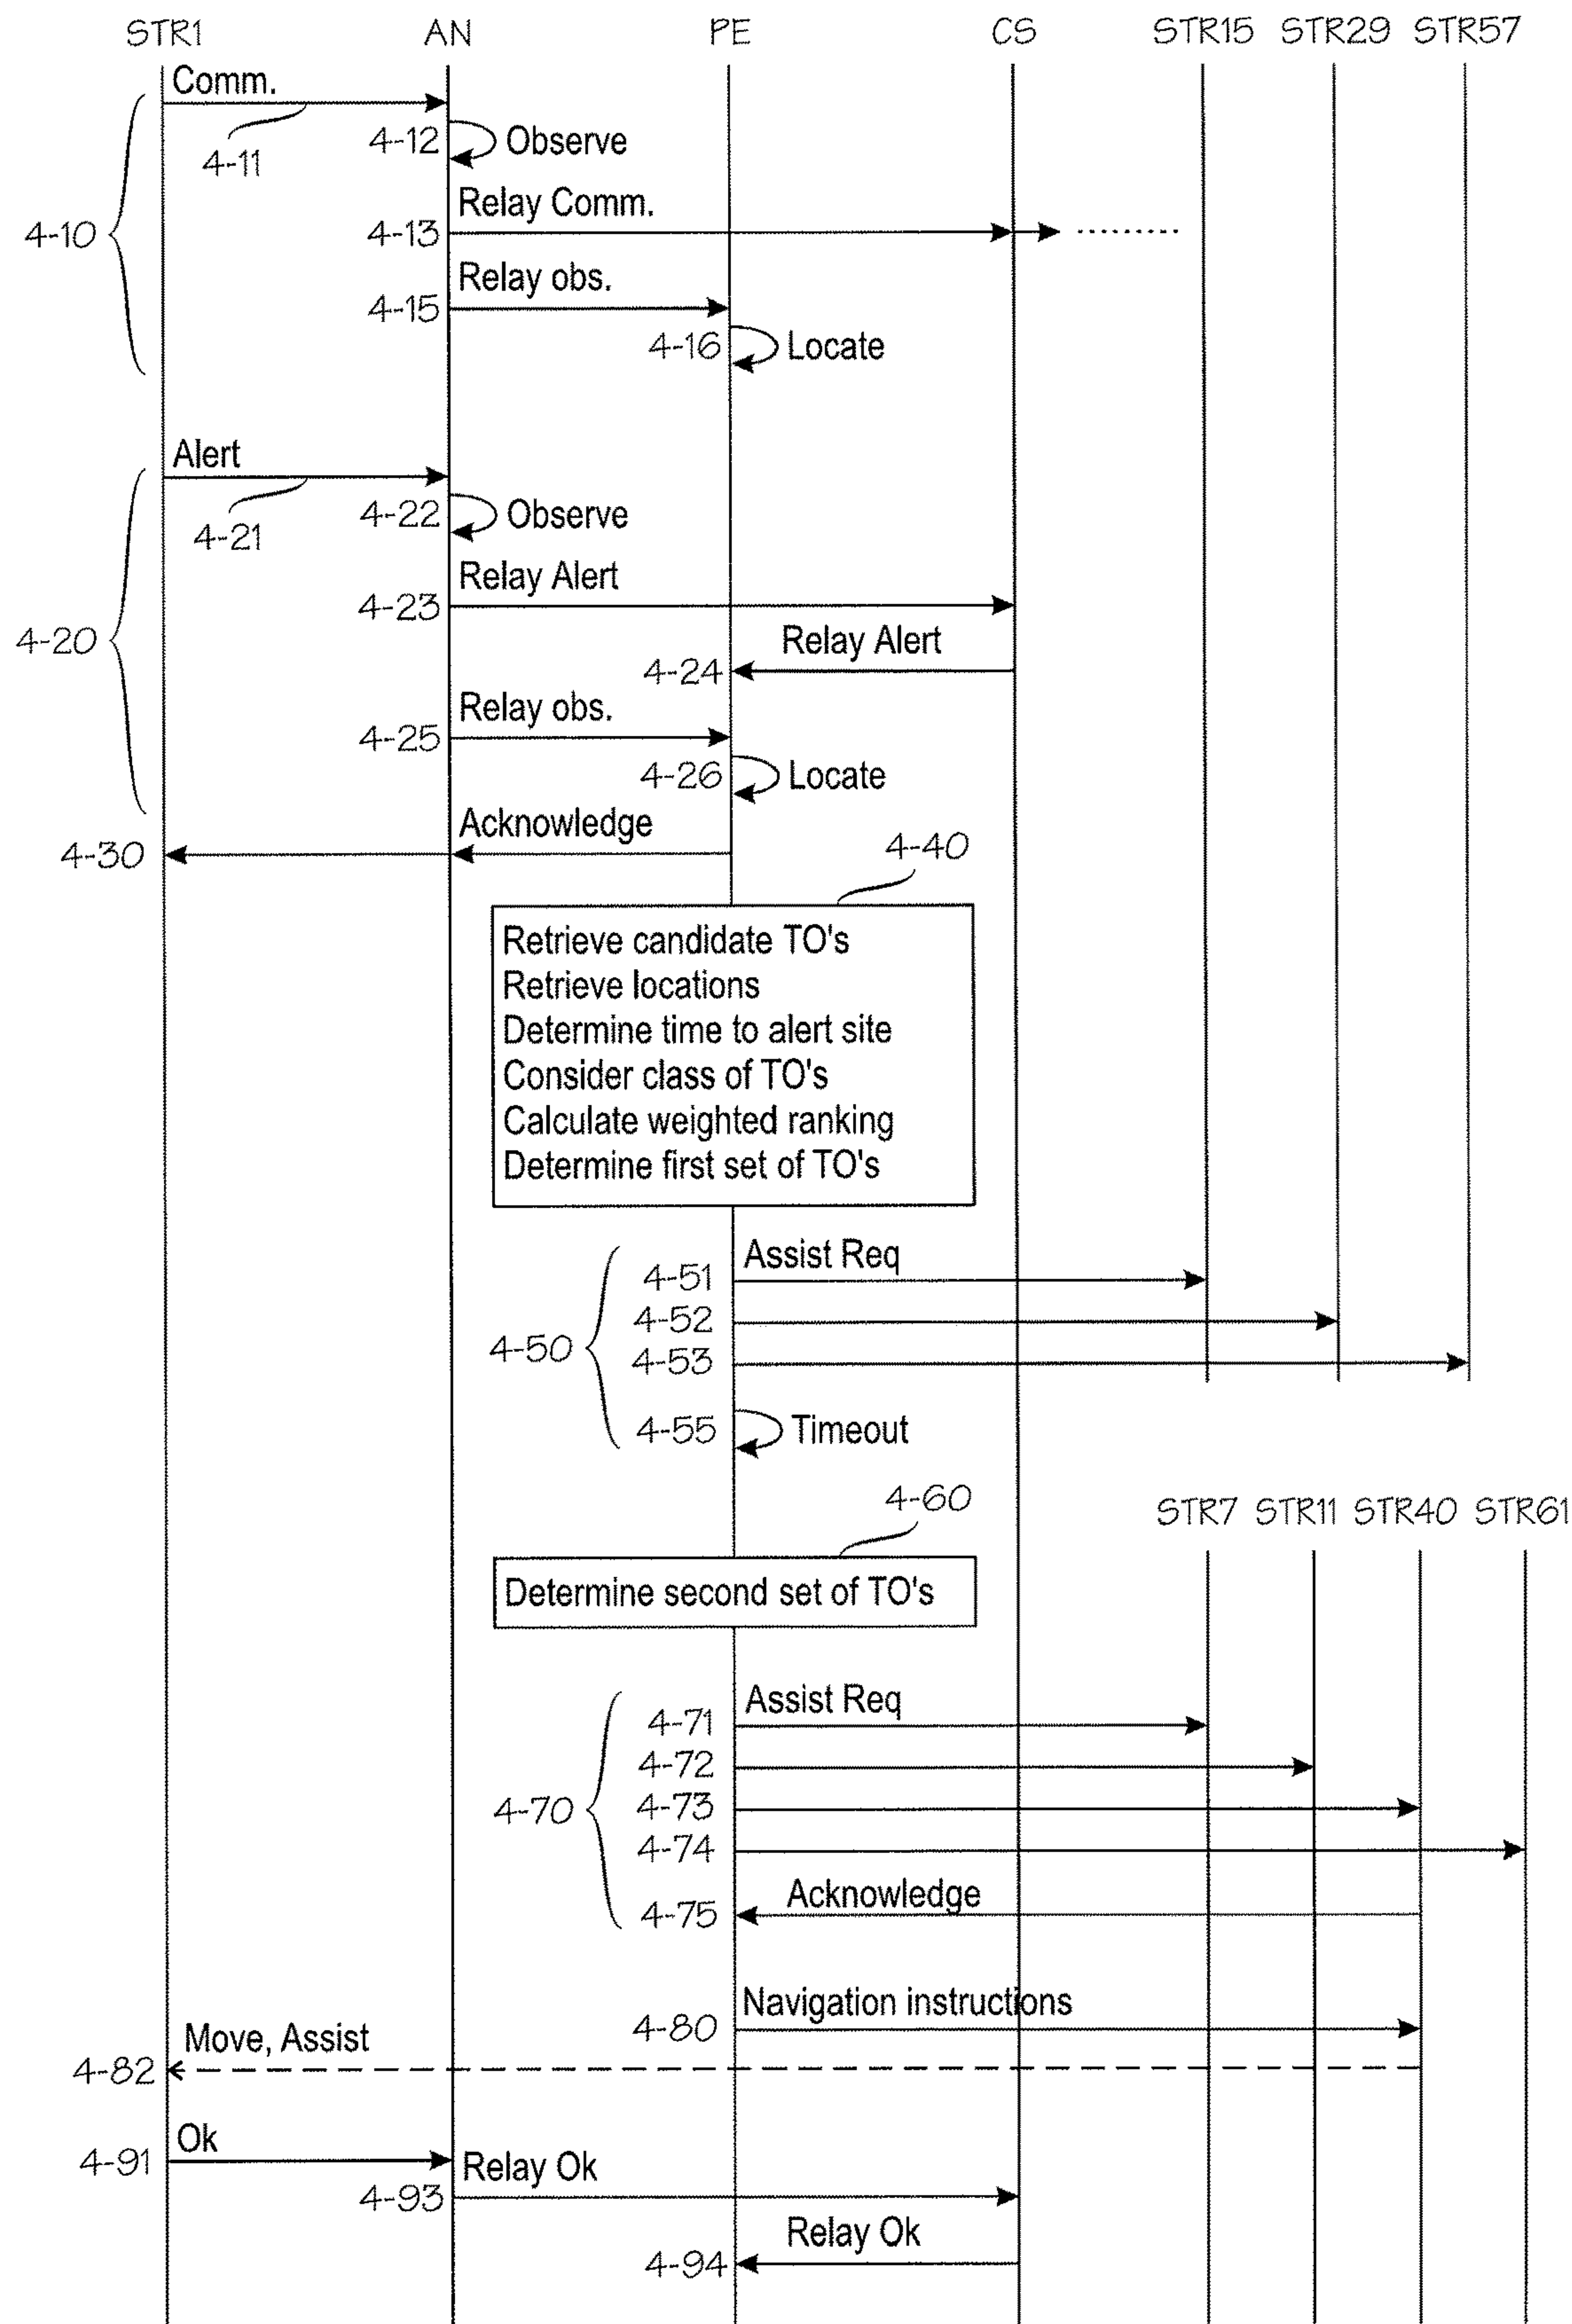 STR1 AN PE CS STR15 STR29 STR57
Comm.
4-11
4-12 Observe
Relay Comm.
4-10
4-13
Relay obs.
4-15
4-16 Locate
Alert
4-21
4-22 Observe
Relay Alert
4-23
4-20
Relay Alert
4-24
Relay obs.
4-25
4-26 Locate
Acknowledge
4-30
4-40
Retrieve candidate TO's
Retrieve locations
Determine time to alert site
Consider class of TO's
Calculate weighted ranking
Determine first set of TO's
Assist Req
4-51
4-52
4-50
4-53
4-55 Timeout
4-60
STR7 STR11 STR40 STR61
Determine second set of TO's
Assist Req
4-71
4-72
4-70
4-73
4-74
Acknowledge
4-75
Navigation instructions
4-80
Move, Assist
4-82
Ok
4-91
Relay Ok
4-93
Relay Ok
4-94